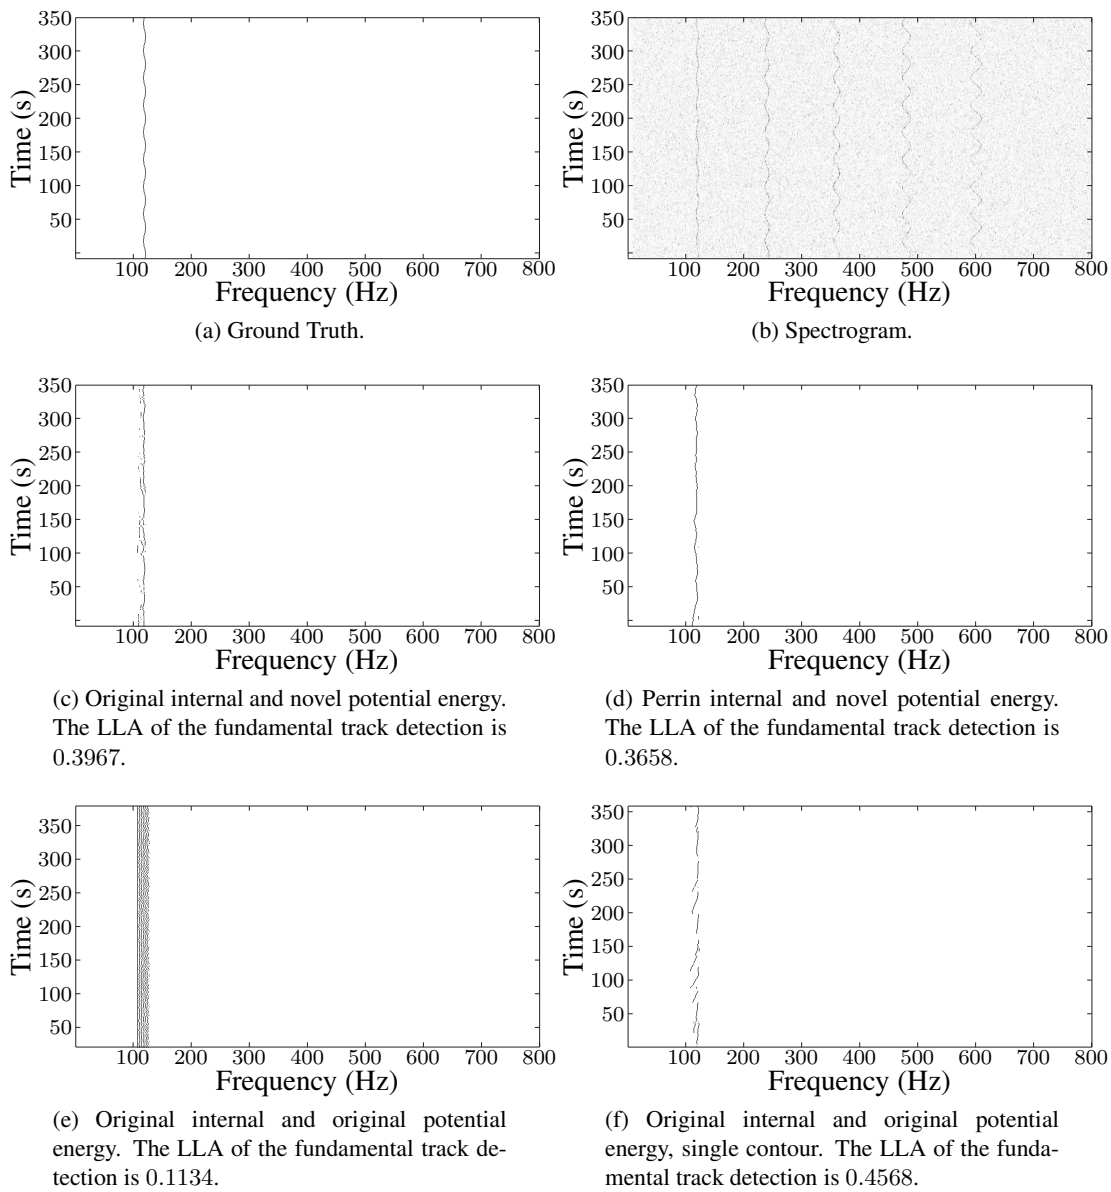 350
300
250
200
150
100
50
Time (s)
100 200 300 400 500 600 700 800
Frequency (Hz)
(a) Ground Truth.
350
300
250
200
150
100
50
Time (s)
100 200 300 400 500 600 700 800
Frequency (Hz)
(b) Spectrogram.
350
300
250
200
150
100
50
Time (s)
100 200 300 400 500 600 700 800
Frequency (Hz)
(c) Original internal and novel potential energy.
The LLA of the fundamental track detection is
0.3967.
350
300
250
200
150
100
50
Time (s)
100 200 300 400 500 600 700 800
Frequency (Hz)
(d) Perrin internal and novel potential energy.
The LLA of the fundamental track detection is
0.3658.
350
300
250
200
150
100
50
Time (s)
100 200 300 400 500 600 700 800
Frequency (Hz)
(e) Original internal and original potential
energy. The LLA of the fundamental track de-
tection is 0.1134.
350
300
250
200
150
100
50
Time (s)
100 200 300 400 500 600 700 800
Frequency (Hz)
(f) Original internal and original potential
energy, single contour. The LLA of the funda-
mental track detection is 0.4568.